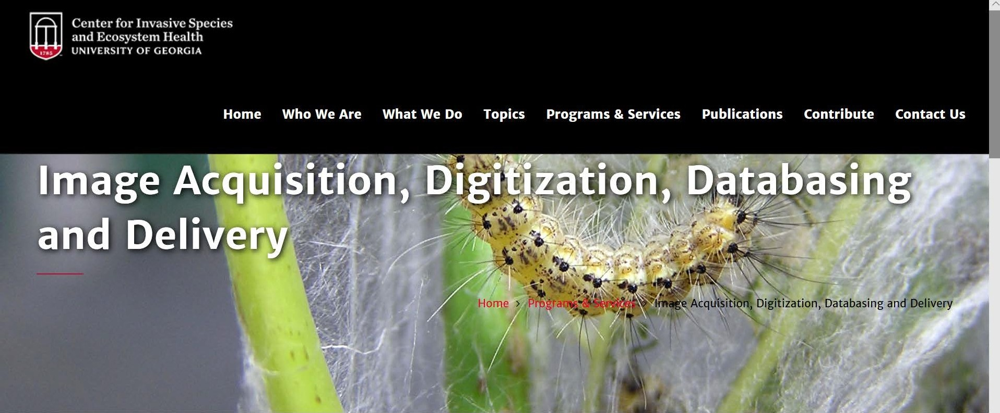 Center for Invasive Species
and Ecosystem Health
UNIVERSITY OF GEORGIA
1785
Home Who We Are What We Do Topics Programs & Services Publications Contribute Contact Us
Image Acquisition, Digitization, Databasing
and Delivery
Home > Programs & Services > Image Acquisition, Digitization, Databasing and Delivery